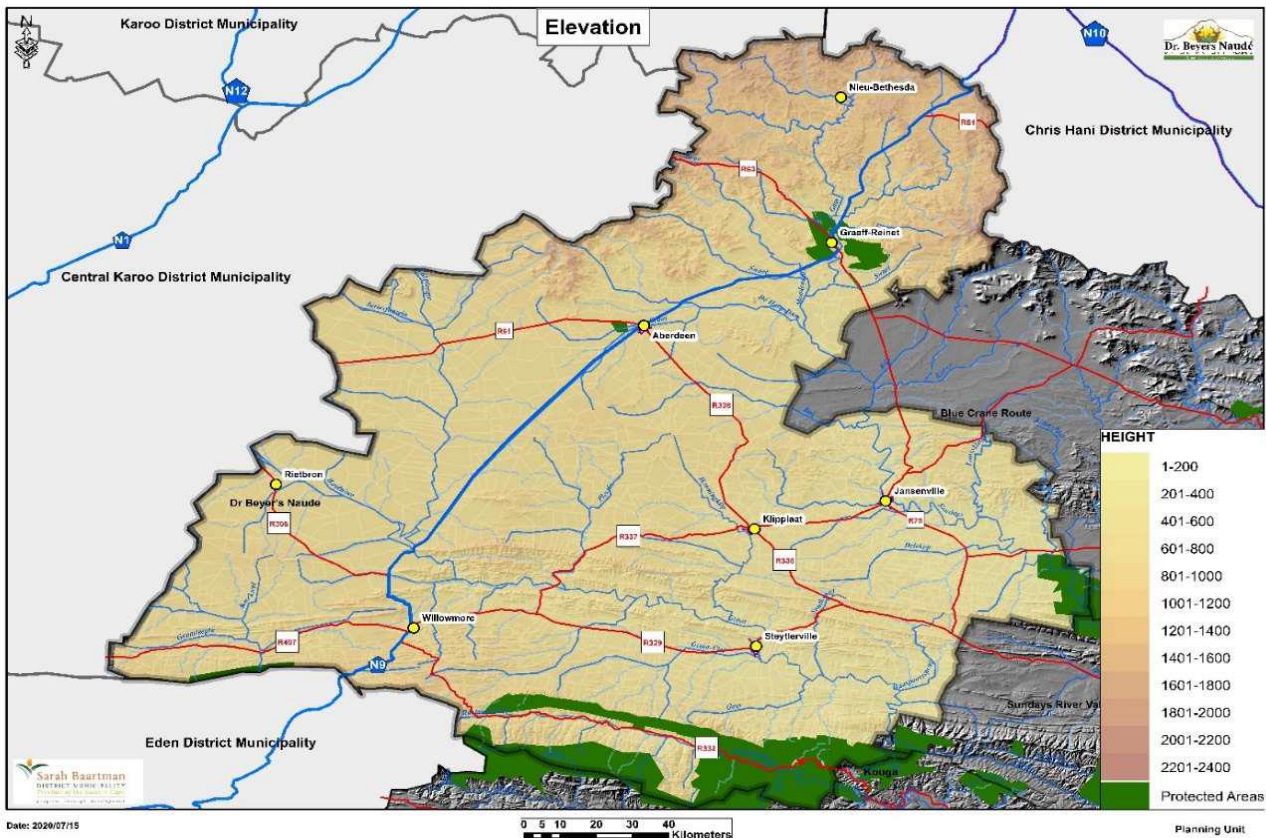 Elevation
Karoo District Municipality
N
Dr. Beyers Naudé
N10
N12
Nieu-Bethesda
Chris Hani District Municipality
R61
R63
N1
Graaff-Reinet
Central Karoo District Municipality
R61
Aberdeen
R338
Blue Crane Route
HEIGHT
1-200
201-400
401-600
601-800
801-1000
1001-1200
1201-1400
1401-1600
1601-1800
1801-2000
2001-2200
2201-2400
Protected Areas
Rietbron
Dr Beyer's Naude
Jansenville
Klipplaat
R306
R337
R75
R338
Willowmore
R407
R329
Steytlerville
N9
Sundays River Val
Eden District Municipality
R332
Kouga
Sarah Baartman
DISTRICT MUNICIPALITY
Date: 2020/07/15
0 5 10 20 30 40
Kilometers
Planning Unit